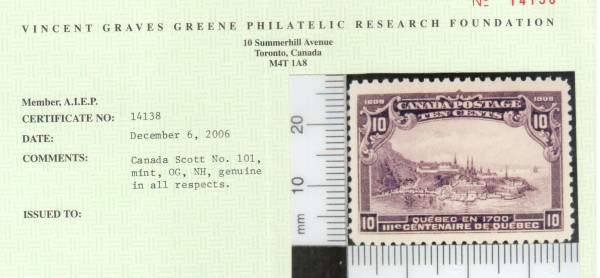 Nº 14138
VINCENT GRAVES GREENE PHILATELIC RESEARCH FOUNDATION
10 Summerhill Avenue
Toronto, Canada
M4T 1A8
Member, A.I.E.P.
CERTIFICATE NO: 14138
DATE: December 6, 2006
COMMENTS: Canada Scott No. 101,
mint, OG, NH, genuine
in all respects.
ISSUED TO:
mm 10 20
1608 1908
CANADA POSTAGE
10 TEN CENTS 10
10 QUÉBEC EN 1700 10
IIIe CENTENAIRE DE QUÉBEC